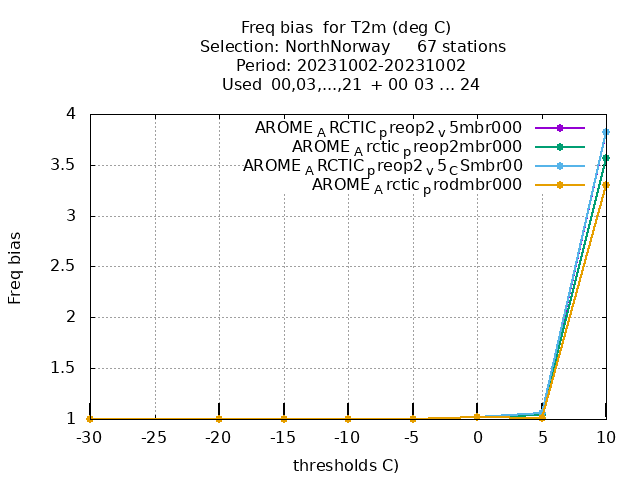 Freq bias for T2m (deg C)
Selection: NorthNorway 67 stations
Period: 20231002-20231002
Used 00,03,...,21 + 00 03 ... 24
AROME_ARCTIC_preop2_v5mbr000
AROME_Arctic_preop2mbr000
AROME_ARCTIC_preop2_v5_CSmbr00
AROME_Arctic_prodmbr000
4
3.5
3
2.5
2
1.5
1
Freq bias
-30 -25 -20 -15 -10 -5 0 5 10
thresholds C)